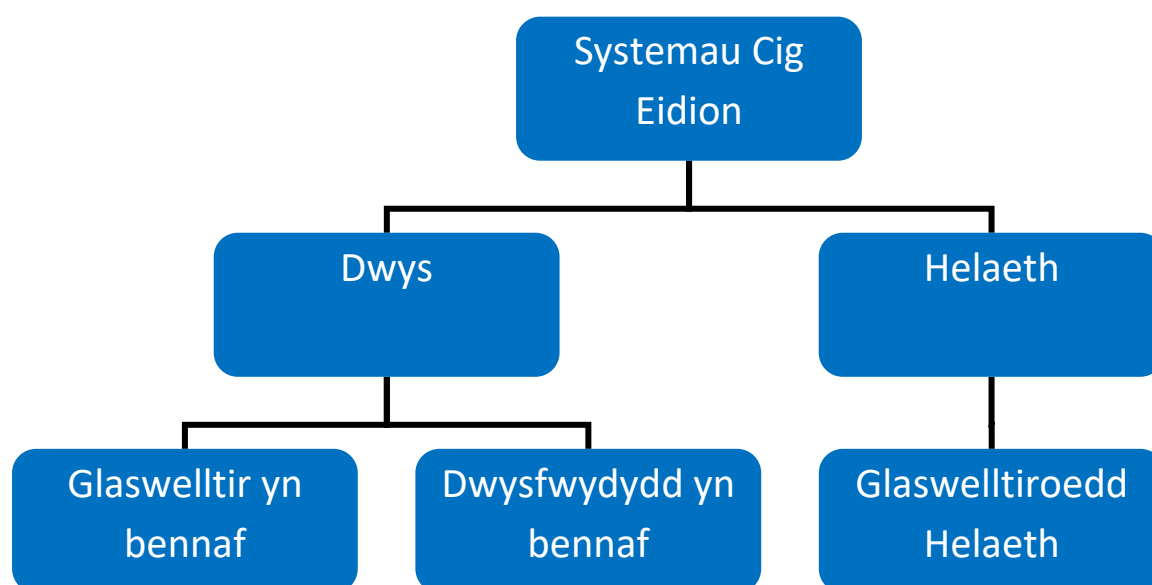 Systemau Cig
Eidion
Dwys
Helaeth
Glaswelltir yn
bennaf
Dwysfwydydd yn
bennaf
Glaswelltiroedd
Helaeth